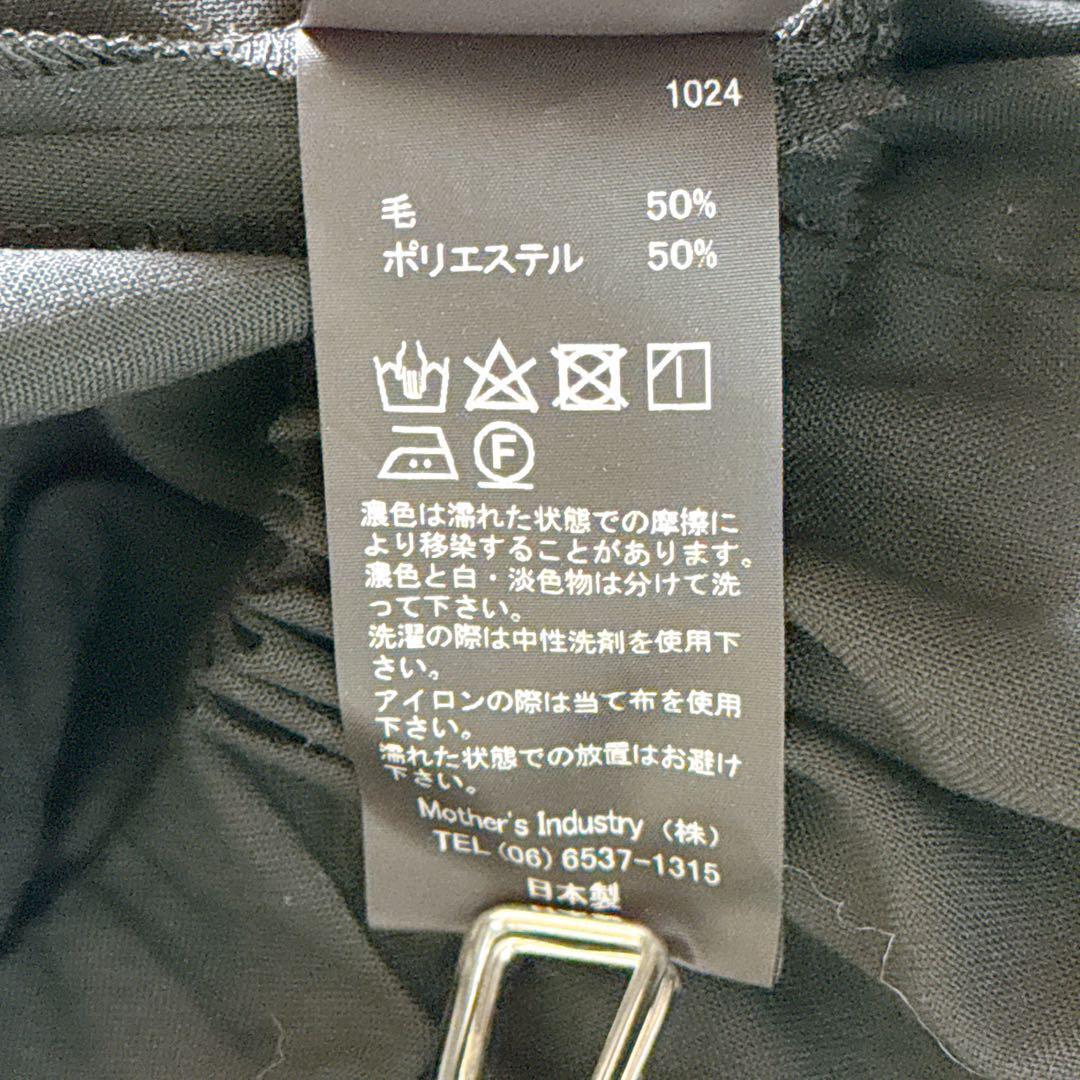 1024
毛 50%
ポリエステル 50%
F
濃色は濡れた状態での摩擦に
より移染することがあります。
濃色と白・淡色物は分けて洗
って下さい。
洗濯の際は中性洗剤を使用下
さい。
アイロンの際は当て布を使用
下さい。
濡れた状態での放置はお避け
下さい。
Mother's Industry (株)
TEL (06) 6537-1315
日本製